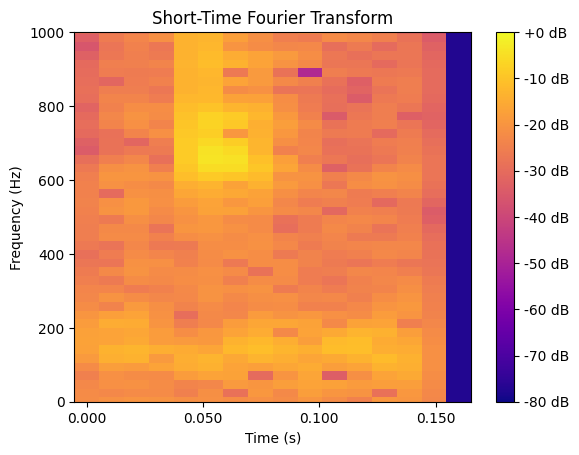 Short-Time Fourier Transform
1000
800
600
400
200
0
Frequency (Hz)
0.000
0.050
0.100
0.150
Time (s)
+0 dB
-10 dB
-20 dB
-30 dB
-40 dB
-50 dB
-60 dB
-70 dB
-80 dB